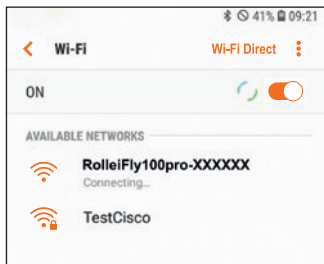 41% 09:21
Wi-Fi Wi-Fi Direct
ON
AVAILABLE NETWORKS
RolleiFly100pro-XXXXXX
Connecting...
TestCisco